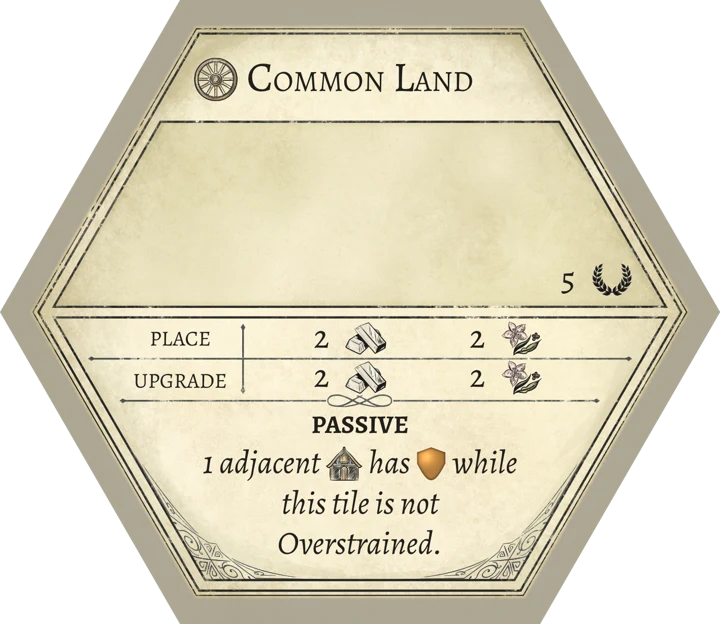 COMMON LAND
5
PLACE 2 2
UPGRADE 2 2
PASSIVE
1 adjacent has while
this tile is not
Overstrained.